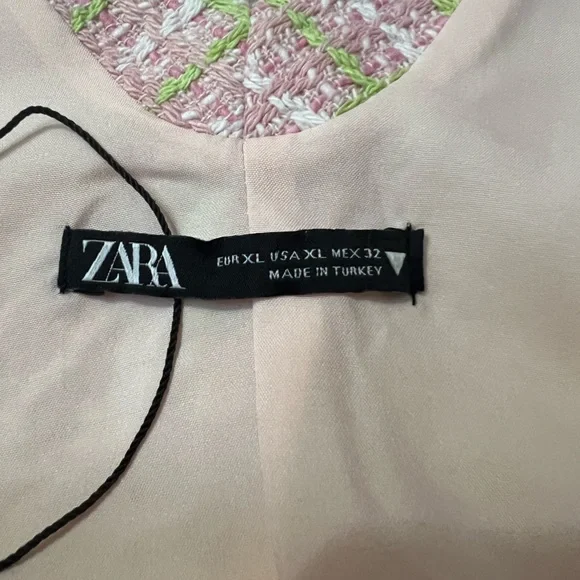 ZARA
EUR XL USA XL MEX 32
MADE IN TURKEY